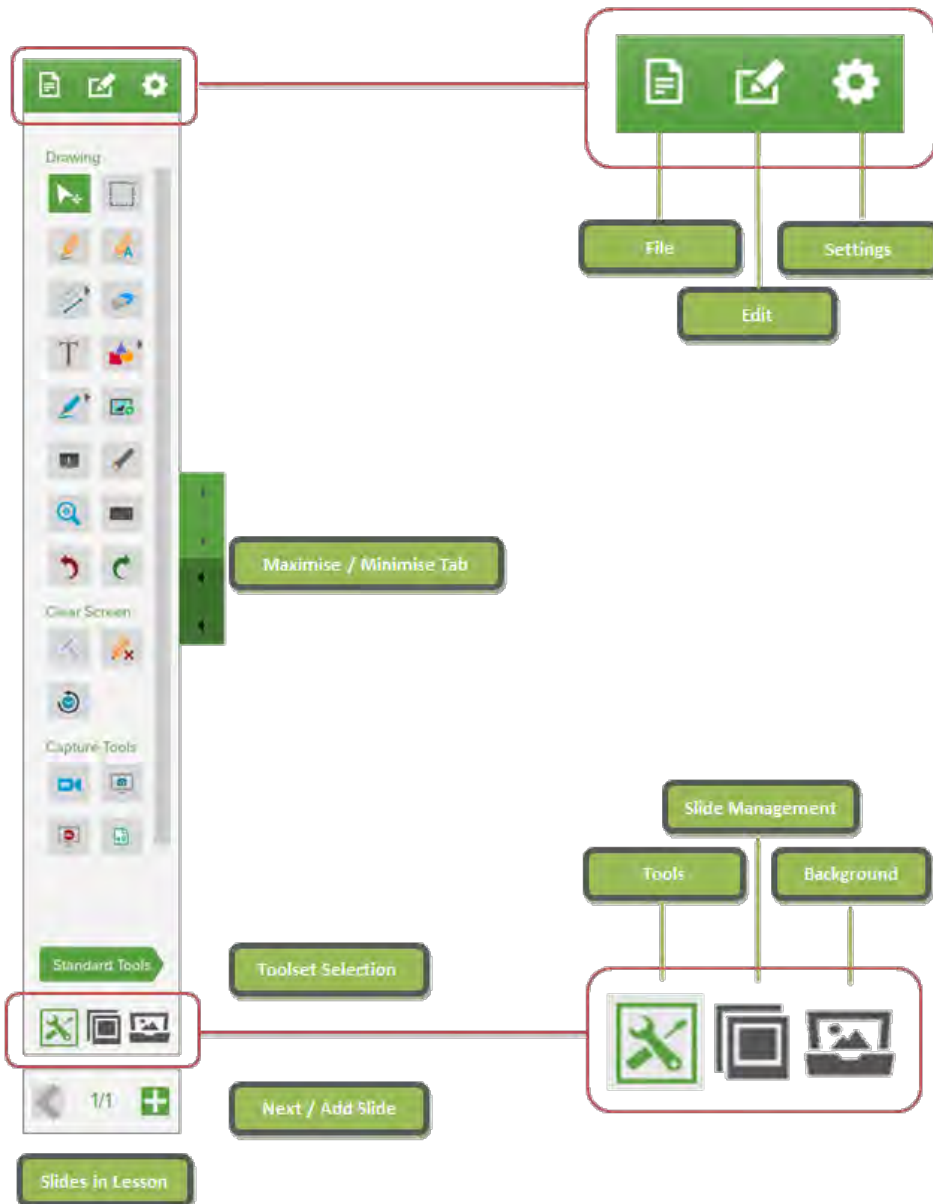 File
Settings
Edit
Drawing
T
Maximise / Minimise Tab
Clear Screen
Capture Tools
Slide Management
Tools
Background
Standard Tools
Toolset Selection
1/1
Next / Add Slide
Slides in Lesson